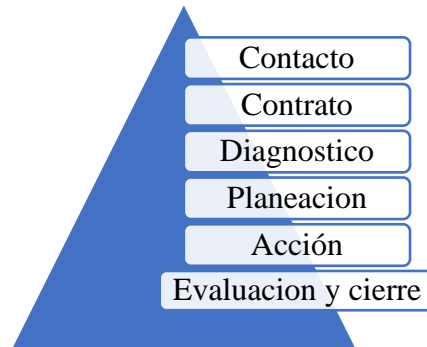 Contacto
Contrato
Diagnostico
Planeacion
Acción
Evaluacion y cierre